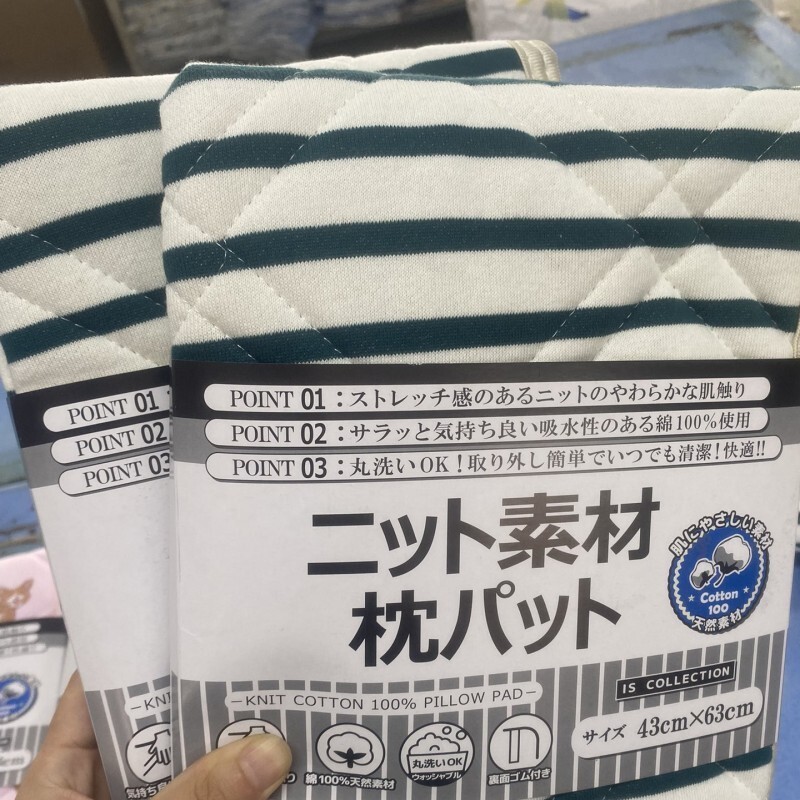 POINT 01
POINT 02
POINT 03
POINT 01：ストレッチ感のあるニットのやわらかな肌触り
POINT 02：サラッと気持ち良い吸水性のある綿100%使用
POINT 03：丸洗いOK！取り外し簡単でいつでも清潔！快適!!
ニット素材
枕パット
肌にやさしい素材
Cotton
100
天然素材
IS COLLECTION
KNIT COTTON 100% PILLOW PAD
サイズ 43cm×63cm
KNI
気持ち良
綿100%天然素材
丸洗いOK
ウォッシャブル
裏面ゴム付き